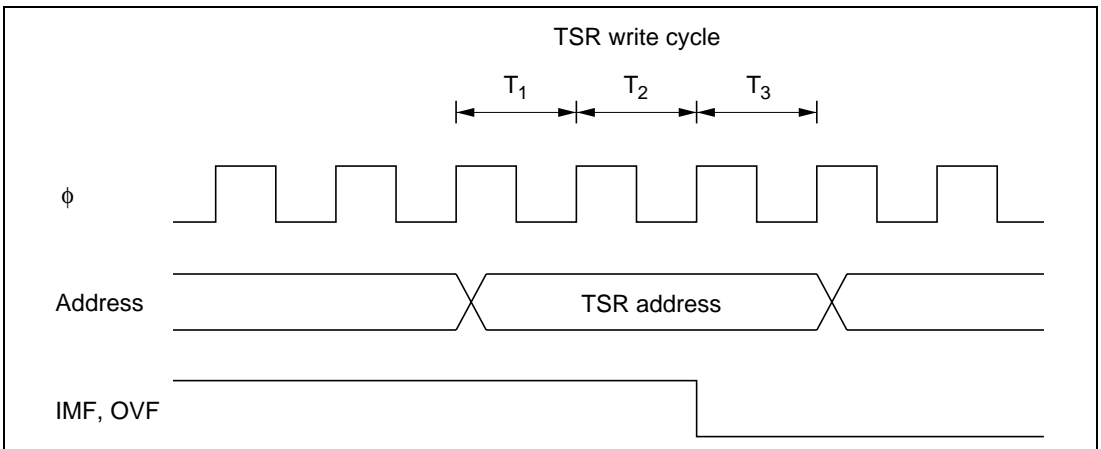 TSR write cycle
T1 T2 T3
ϕ
Address
TSR address
IMF, OVF